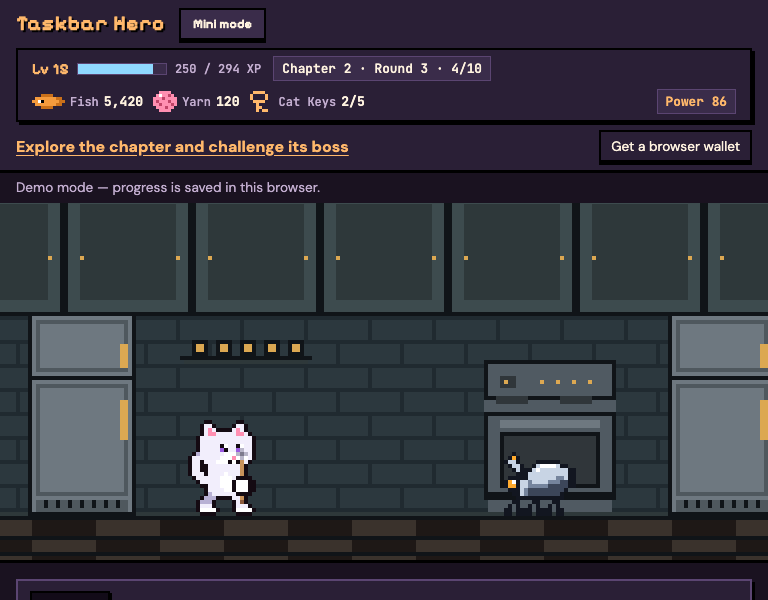 Taskbar Hero
Mini mode
Lv 18 250 / 294 XP Chapter 2 · Round 3 · 4/10
Fish 5,420 Yarn 120 Cat Keys 2/5 Power 86
Explore the chapter and challenge its boss
Get a browser wallet
Demo mode — progress is saved in this browser.